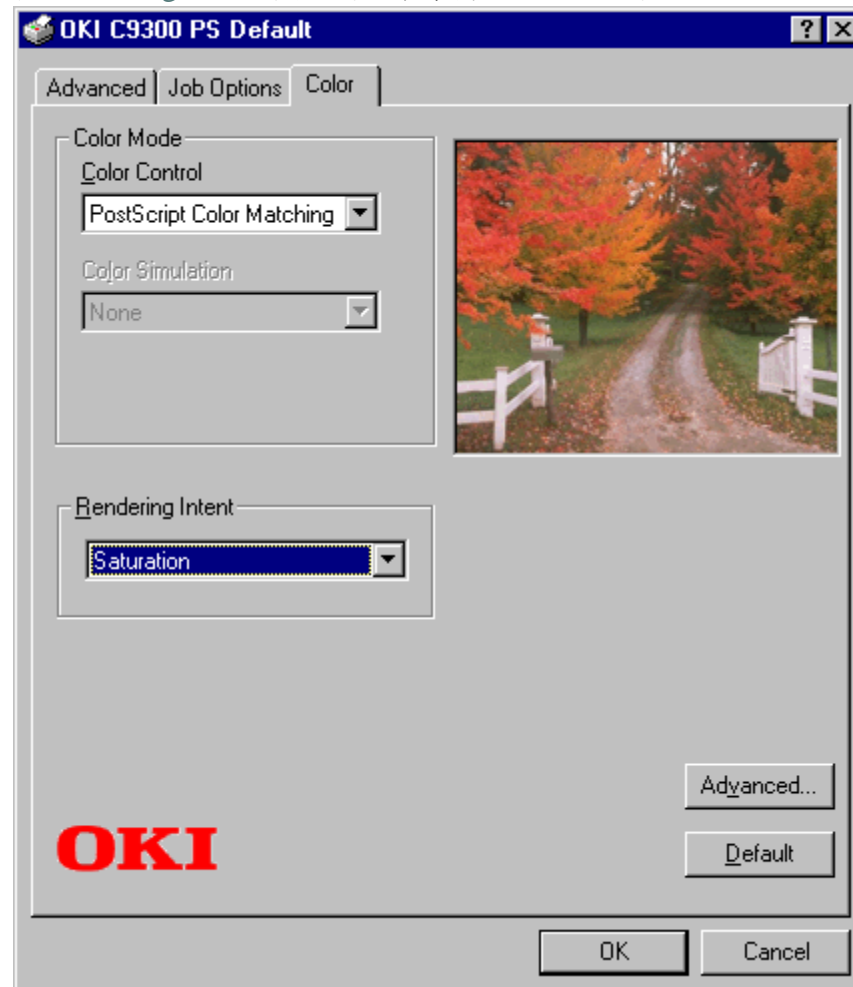 OKI C9300 PS Default
Advanced Job Options Color
Color Mode
Color Control
PostScript Color Matching
Color Simulation
None
Rendering Intent
Saturation
Advanced...
OKI
Default
OK Cancel